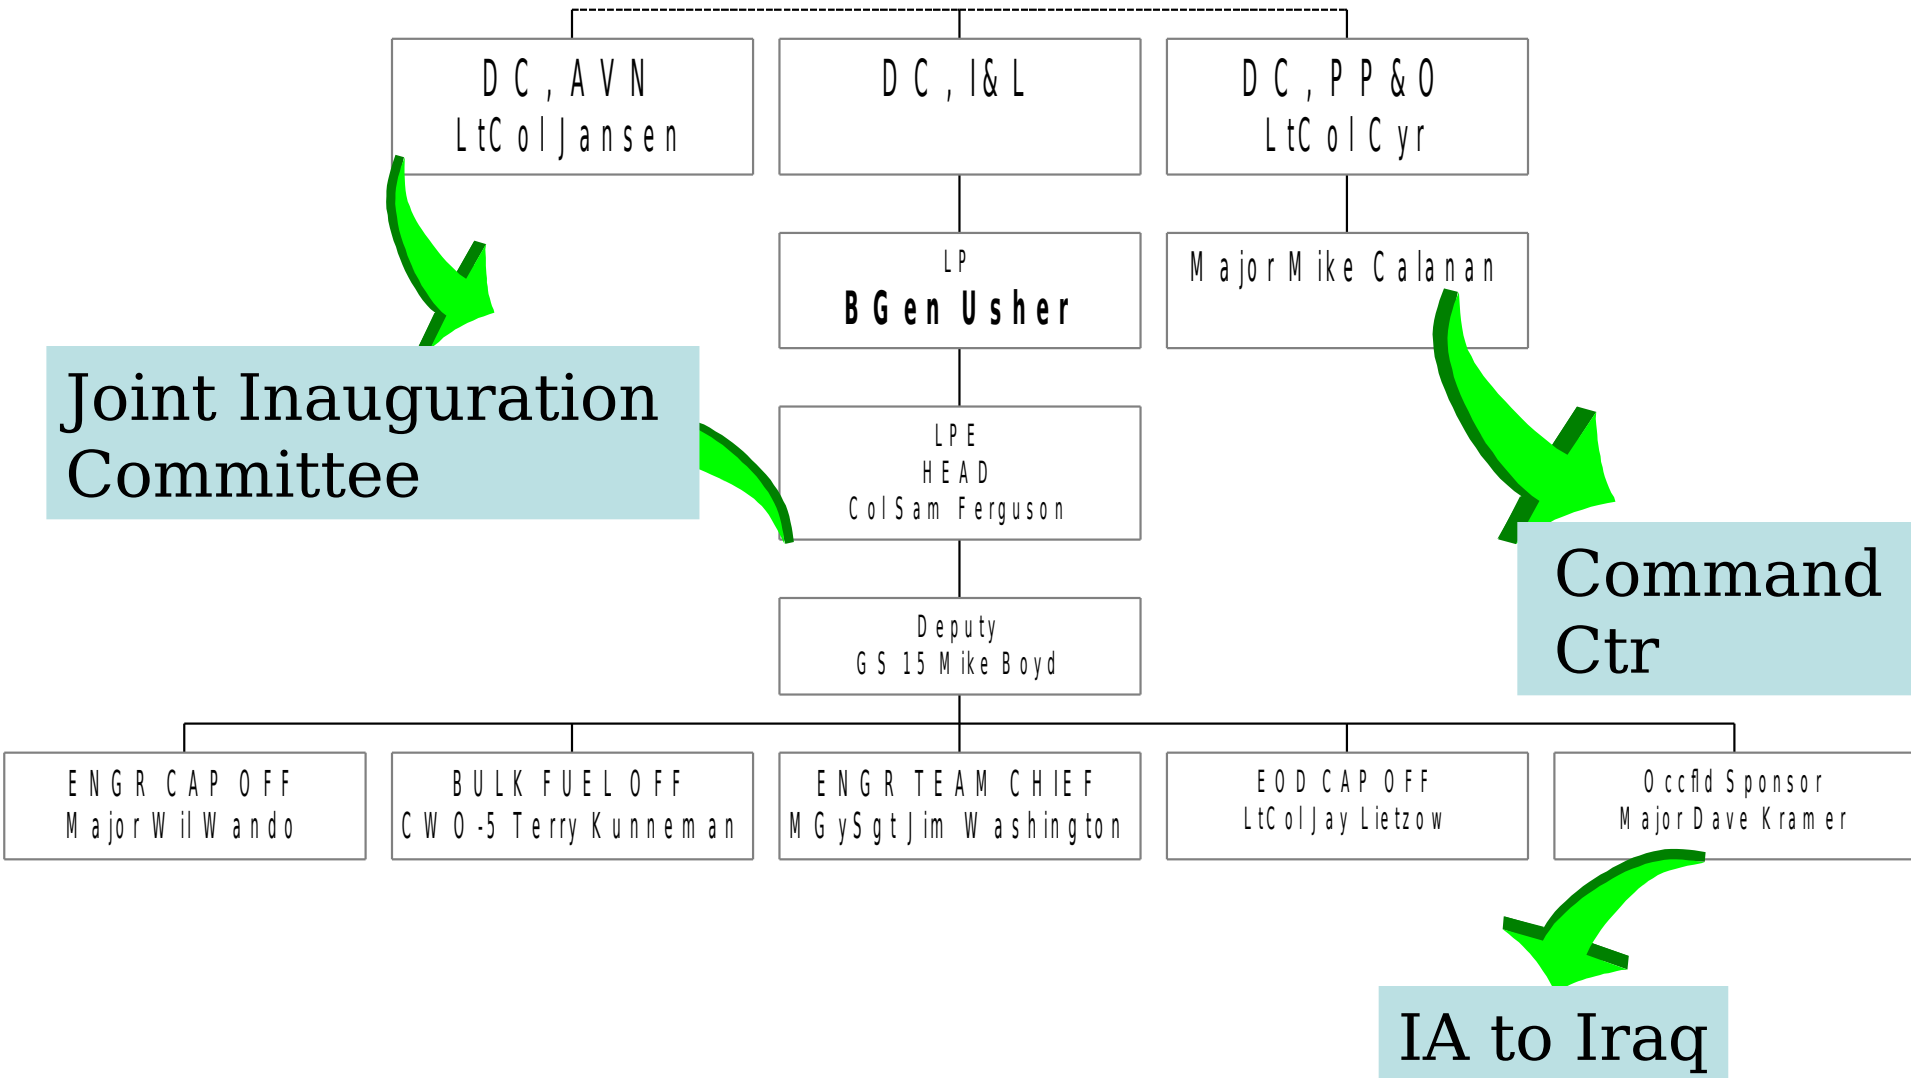 DC, AVN
LtCol Jansen
DC, I&L
DC, PP&O
LtCol Cyr
LP
BGen Usher
Major Mike Calanan
Joint Inauguration
Committee
LPE
HEAD
Col Sam Ferguson
Command
Ctr
Deputy
GS 15 Mike Boyd
ENGR CAP OFF
Major Wil Wando
BULK FUEL OFF
CWO-5 Terry Kunneman
ENGR TEAM CHIEF
MGySgt Jim Washington
EOD CAP OFF
LtCol Jay Lietzow
Occfld Sponsor
Major Dave Kramer
IA to Iraq